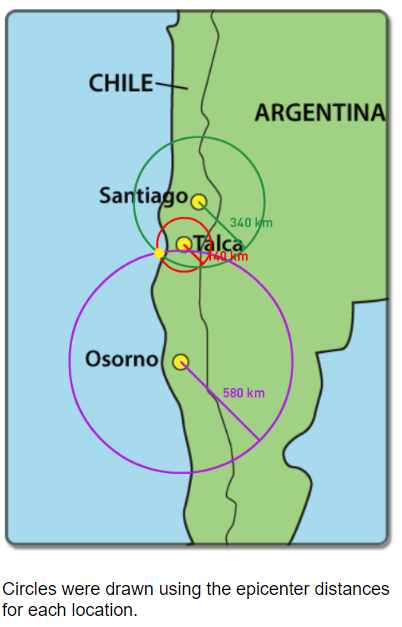 CHILE
ARGENTINA
Santiago
340 km
Talca
140 km
Osorno
580 km
Circles were drawn using the epicenter distances
for each location.